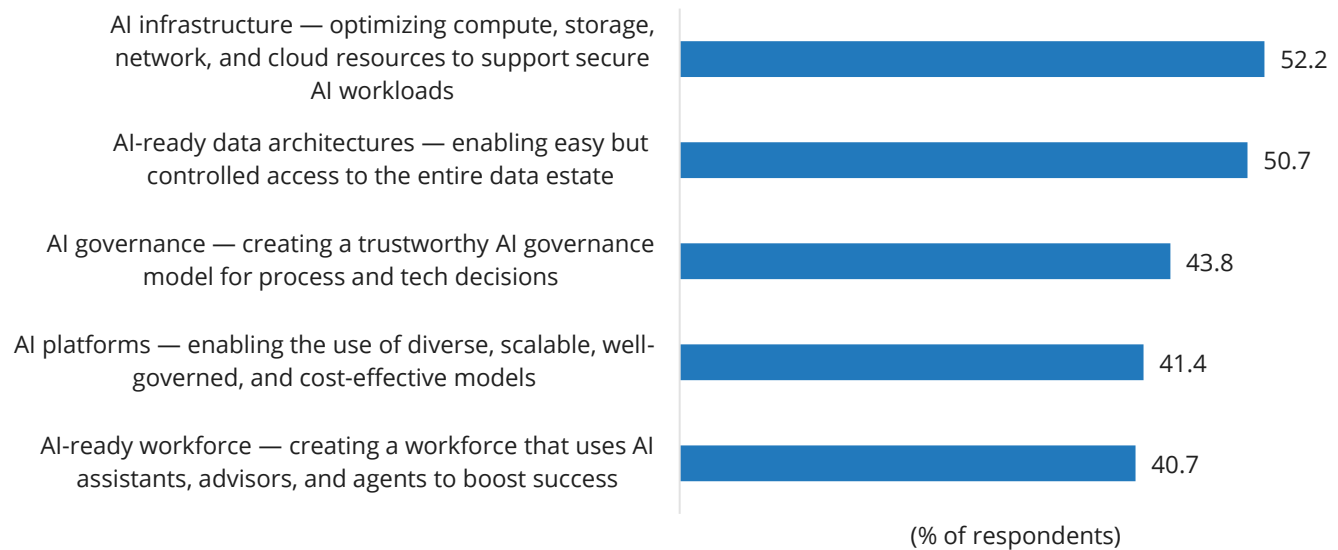 AI infrastructure — optimizing compute, storage,
network, and cloud resources to support secure
AI workloads
52.2
AI-ready data architectures — enabling easy but
controlled access to the entire data estate
50.7
AI governance — creating a trustworthy AI governance
model for process and tech decisions
43.8
AI platforms — enabling the use of diverse, scalable, well-
governed, and cost-effective models
41.4
AI-ready workforce — creating a workforce that uses AI
assistants, advisors, and agents to boost success
40.7
(% of respondents)